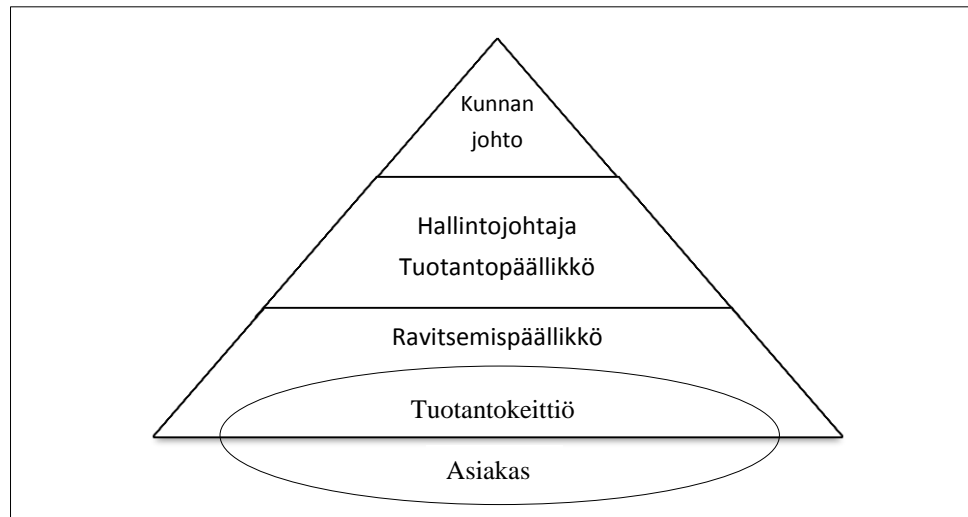 Kunnan
johto
Hallintojohtaja
Tuotantopäällikkö
Ravitsemispäällikkö
Tuotantokeittiö
Asiakas